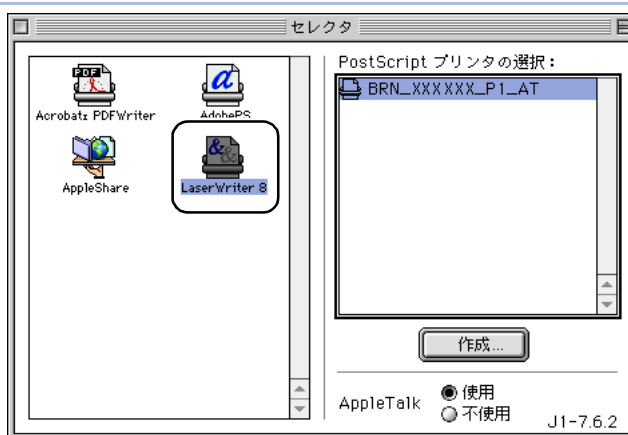 セレクタ
PDF
Acrobat™ PDFWriter
AdobePS
AppleShare
LaserWriter 8
PostScript プリンタの選択：
BRN_XXXXXX_P1_AT
作成...
AppleTalk
使用
不使用
J1-7.6.2